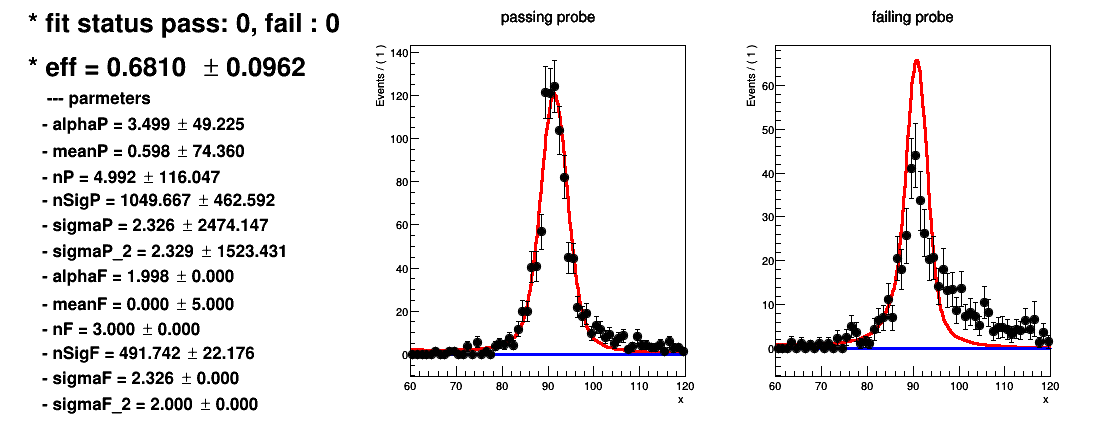 * fit status pass: 0, fail : 0
* eff = 0.6810 ± 0.0962
--- parmeters
- alphaP = 3.499 ± 49.225
- meanP = 0.598 ± 74.360
- nP = 4.992 ± 116.047
- nSigP = 1049.667 ± 462.592
- sigmaP = 2.326 ± 2474.147
- sigmaP_2 = 2.329 ± 1523.431
- alphaF = 1.998 ± 0.000
- meanF = 0.000 ± 5.000
- nF = 3.000 ± 0.000
- nSigF = 491.742 ± 22.176
- sigmaF = 2.326 ± 0.000
- sigmaF_2 = 2.000 ± 0.000
passing probe
Events / ( 1 )
140
120
100
80
60
40
20
0
60 70 80 90 100 110 120
x
failing probe
Events / ( 1 )
60
50
40
30
20
10
0
60 70 80 90 100 110 120
x